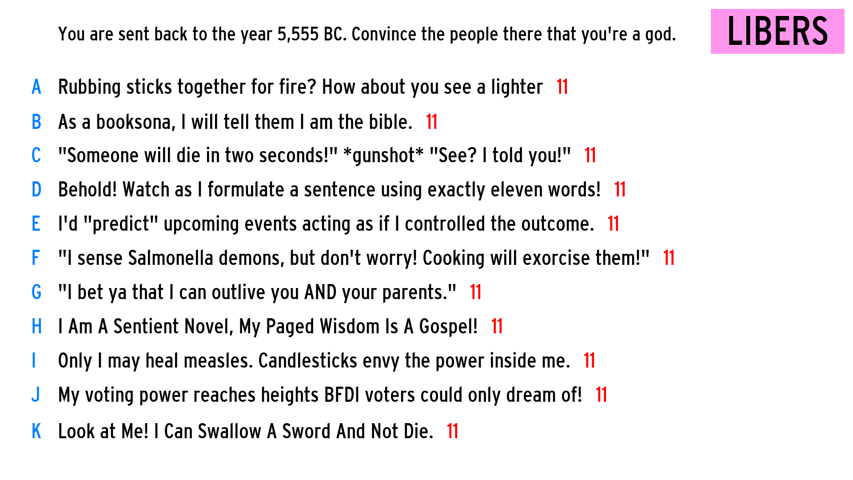 You are sent back to the year 5,555 BC. Convince the people there that you're a god.
LIBERS
A Rubbing sticks together for fire? How about you see a lighter 11
B As a booksona, I will tell them I am the bible. 11
C "Someone will die in two seconds!" *gunshot* "See? I told you!" 11
D Behold! Watch as I formulate a sentence using exactly eleven words! 11
E I'd "predict" upcoming events acting as if I controlled the outcome. 11
F "I sense Salmonella demons, but don't worry! Cooking will exorcise them!" 11
G "I bet ya that I can outlive you AND your parents." 11
H I Am A Sentient Novel, My Paged Wisdom Is A Gospel! 11
I Only I may heal measles. Candlesticks envy the power inside me. 11
J My voting power reaches heights BFDI voters could only dream of! 11
K Look at Me! I Can Swallow A Sword And Not Die. 11